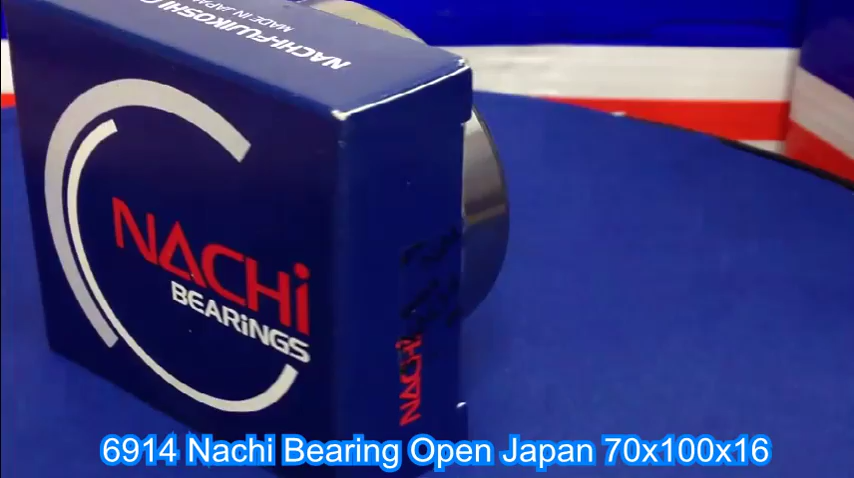 NACHI-FUJIKOSHI
MADE IN JAPAN
NACHI
BEARiNGS
NACHI
6914 Nachi Bearing Open Japan 70x100x16